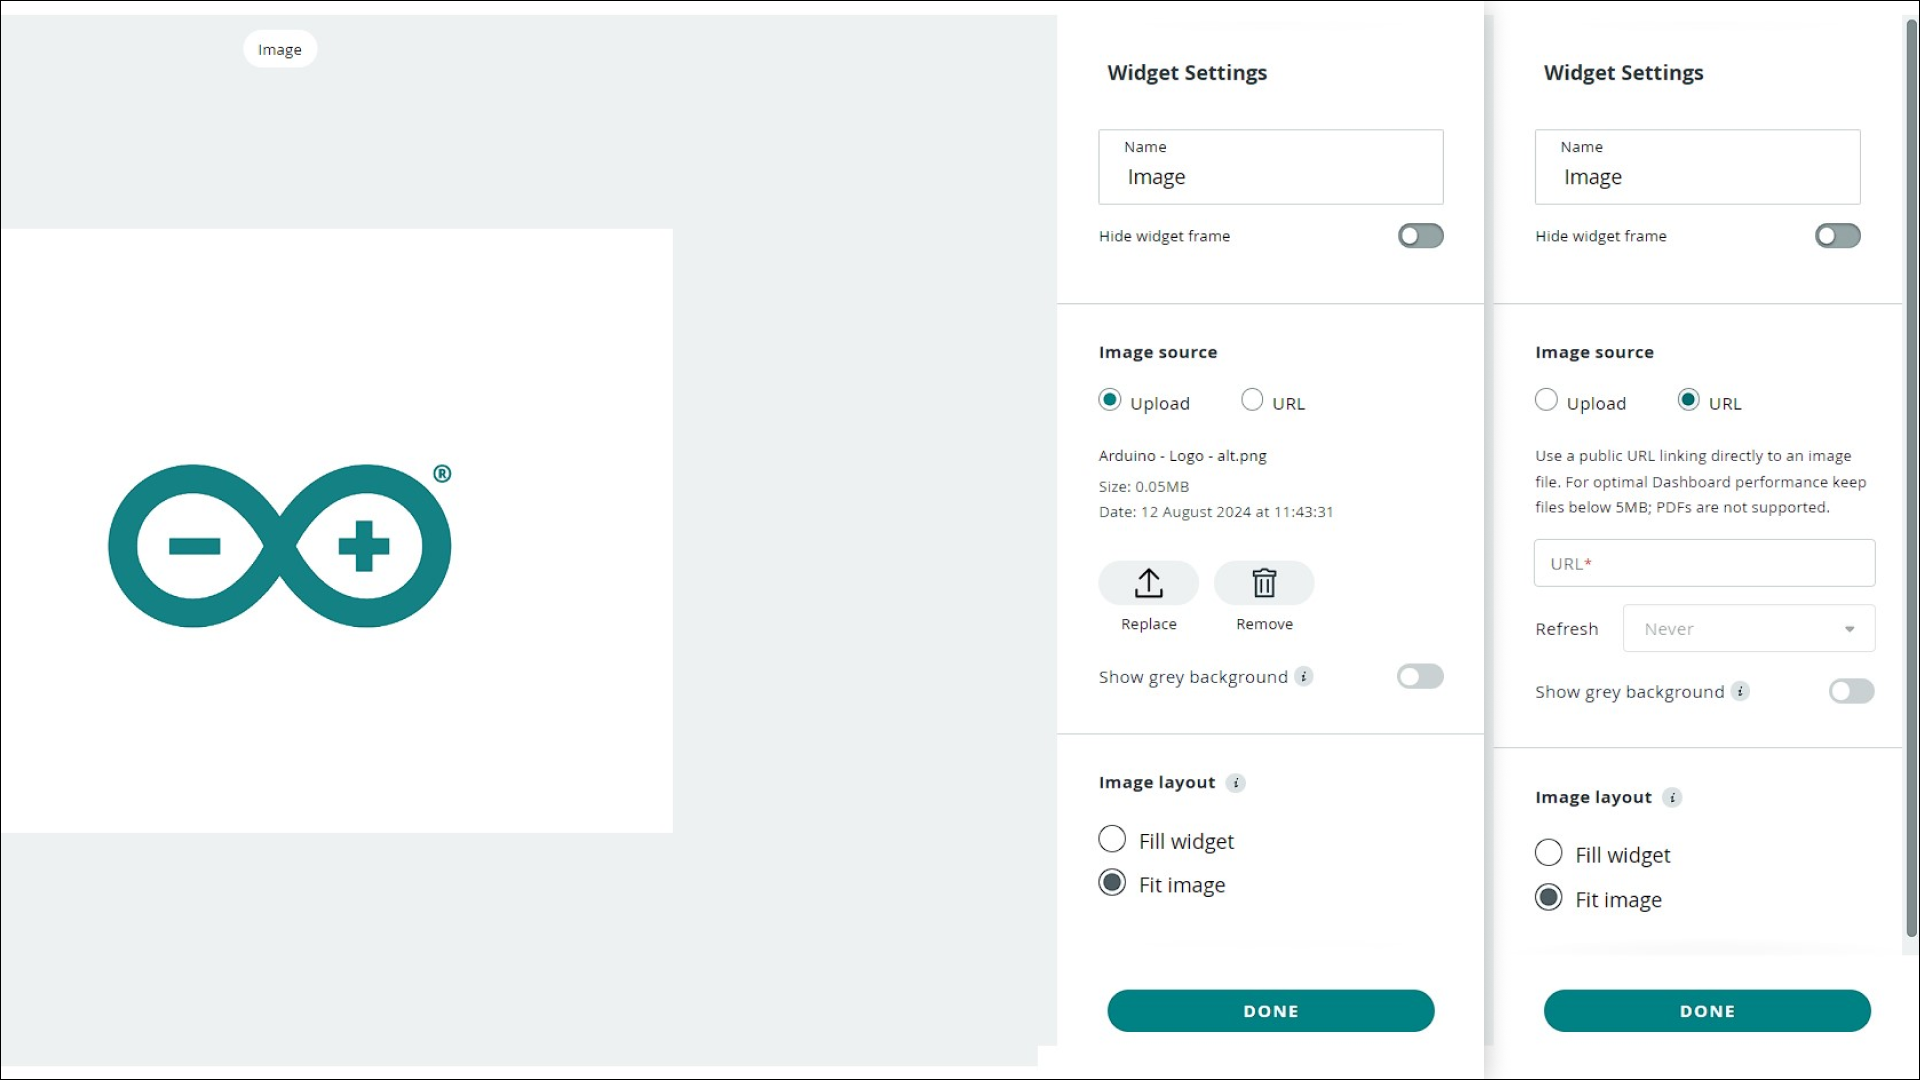 Image
®
Widget Settings
Name
Image
Hide widget frame
Image source
Upload
URL
Arduino - Logo - alt.png
Size: 0.05MB
Date: 12 August 2024 at 11:43:31
Replace
Remove
Show grey background i
Image layout i
Fill widget
Fit image
DONE
Widget Settings
Name
Image
Hide widget frame
Image source
Upload
URL
Use a public URL linking directly to an image
file. For optimal Dashboard performance keep
files below 5MB; PDFs are not supported.
URL*
Refresh
Never
Show grey background i
Image layout i
Fill widget
Fit image
DONE